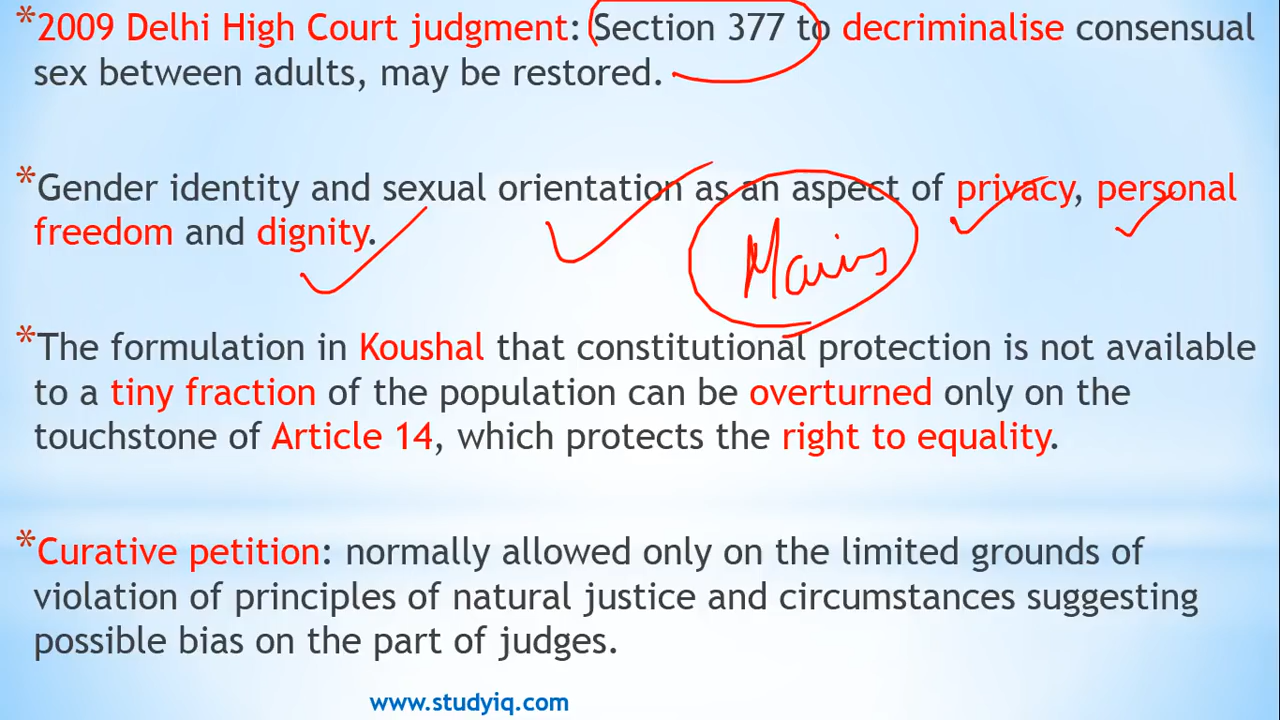 *2009 Delhi High Court judgment: Section 377 to decriminalise consensual
sex between adults, may be restored.
*Gender identity and sexual orientation as an aspect of privacy, personal
freedom and dignity.
Mains
*The formulation in Koushal that constitutional protection is not available
to a tiny fraction of the population can be overturned only on the
touchstone of Article 14, which protects the right to equality.
*Curative petition: normally allowed only on the limited grounds of
violation of principles of natural justice and circumstances suggesting
possible bias on the part of judges.
www.studyiq.com